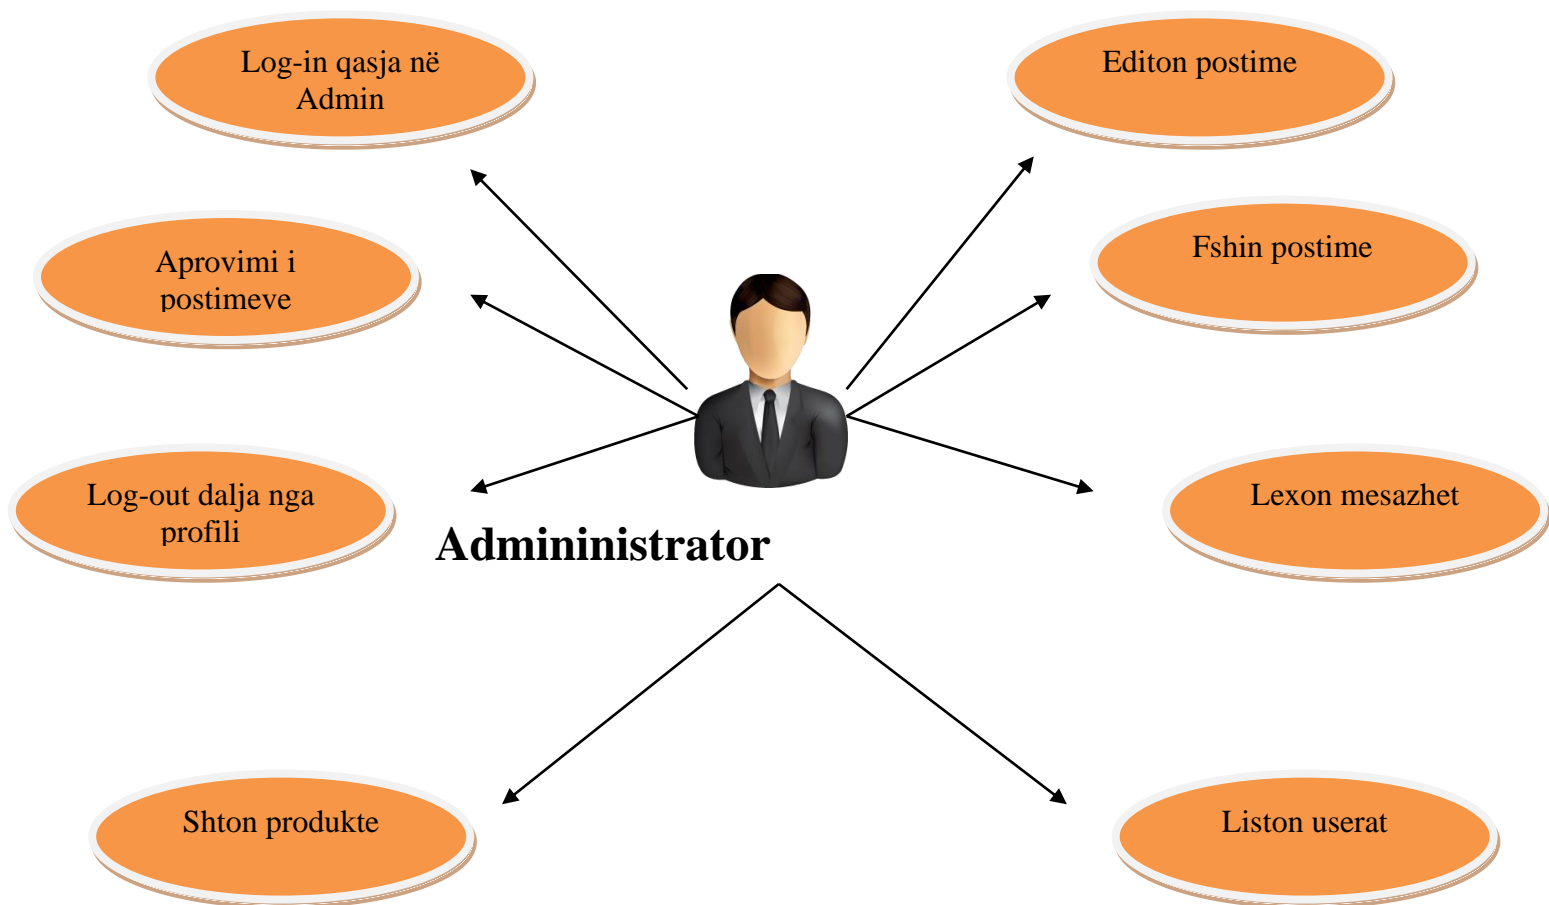 Log-in qasja në
Admin
Editon postime
Aprovimi i
postimeve
Fshin postime
Log-out dalja nga
profili
Lexon mesazhet
Admininistrator
Shton produkte
Liston userat